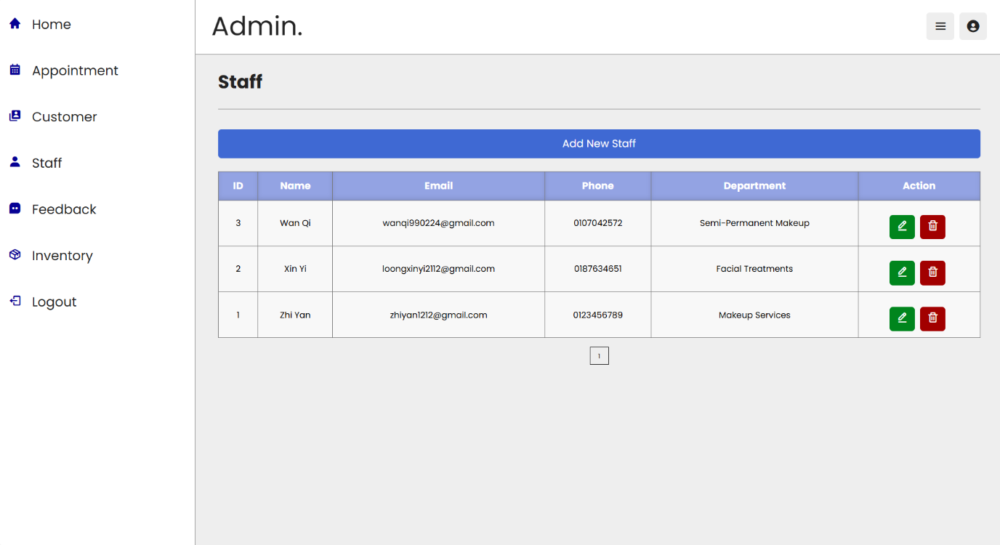 Home
Appointment
Customer
Staff
Feedback
Inventory
Logout
Admin.
Staff
Add New Staff
ID Name Email Phone Department Action
3 Wan Qi wanqi990224@gmail.com 0107042572 Semi-Permanent Makeup
2 Xin Yi loongxinyi2112@gmail.com 0187634651 Facial Treatments
1 Zhi Yan zhiyan1212@gmail.com 0123456789 Makeup Services
1